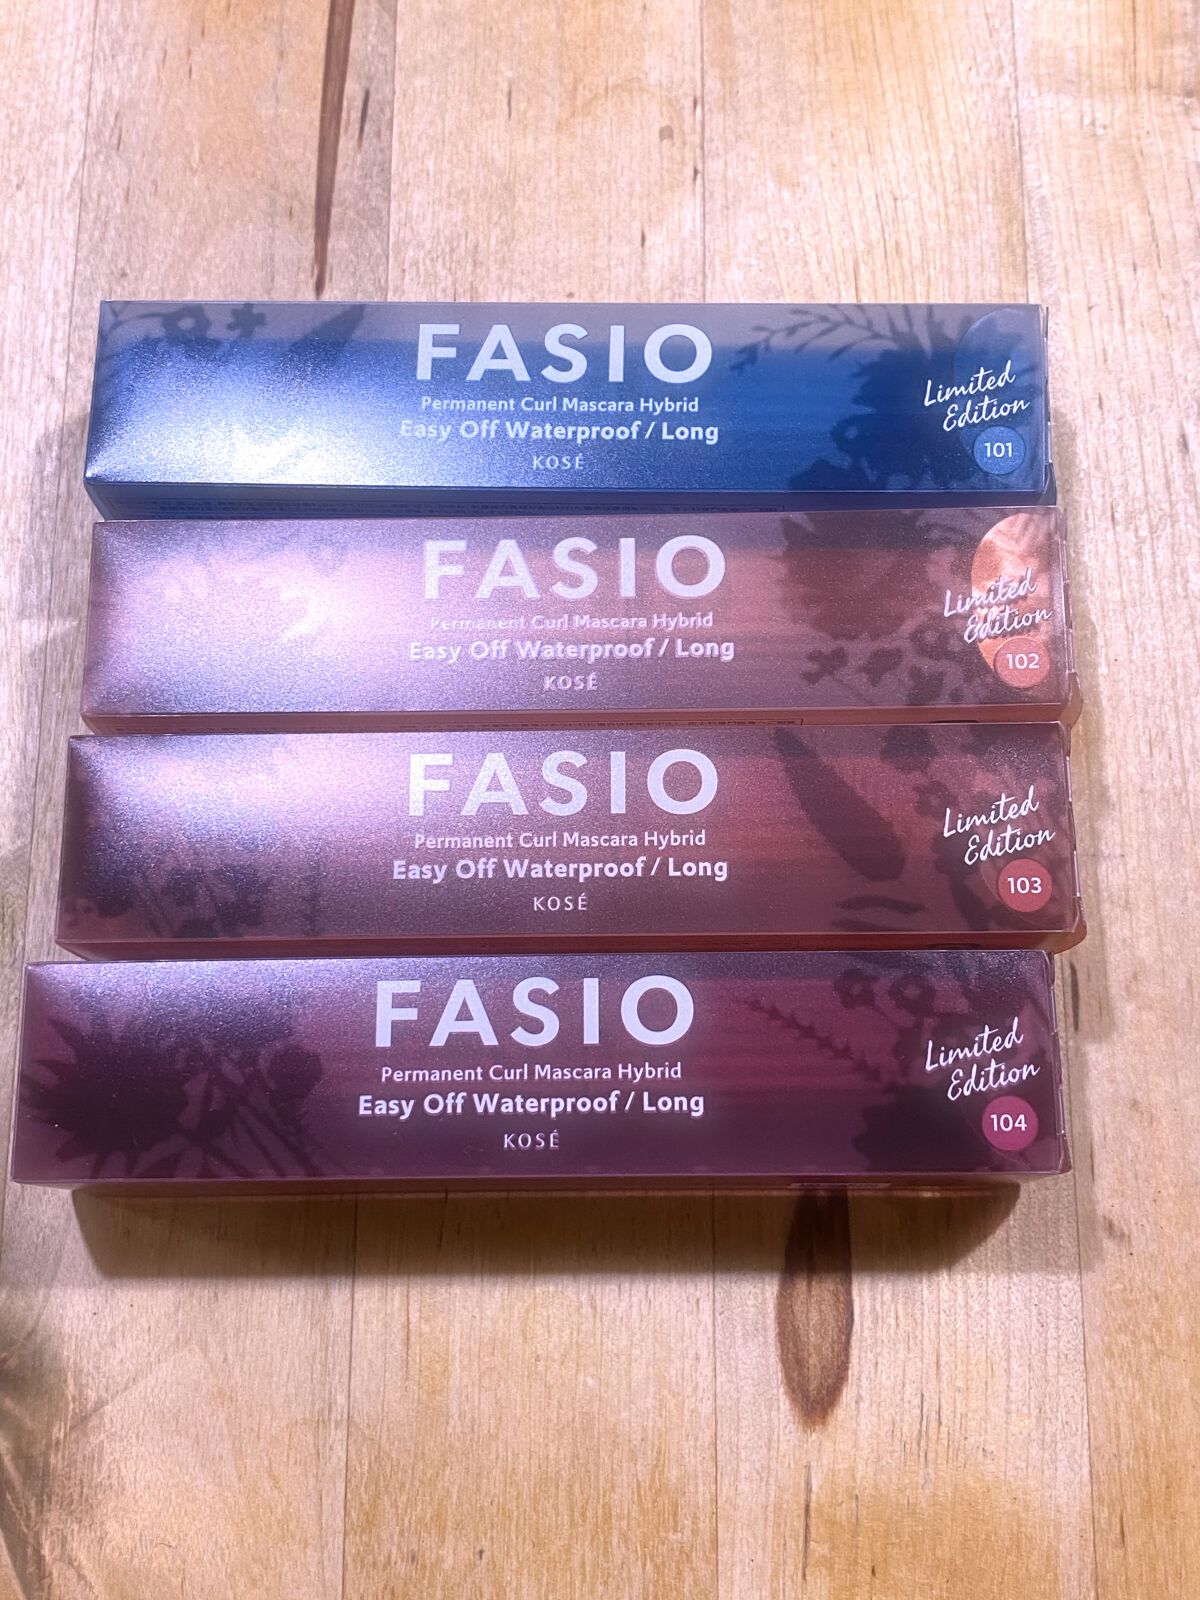 FASIO
Permanent Curl Mascara Hybrid
Easy Off Waterproof / Long
KOSÉ
Limited
Edition
101
FASIO
Permanent Curl Mascara Hybrid
Easy Off Waterproof / Long
KOSÉ
Limited
Edition
102
FASIO
Permanent Curl Mascara Hybrid
Easy Off Waterproof / Long
KOSÉ
Limited
Edition
103
FASIO
Permanent Curl Mascara Hybrid
Easy Off Waterproof / Long
KOSÉ
Limited
Edition
104